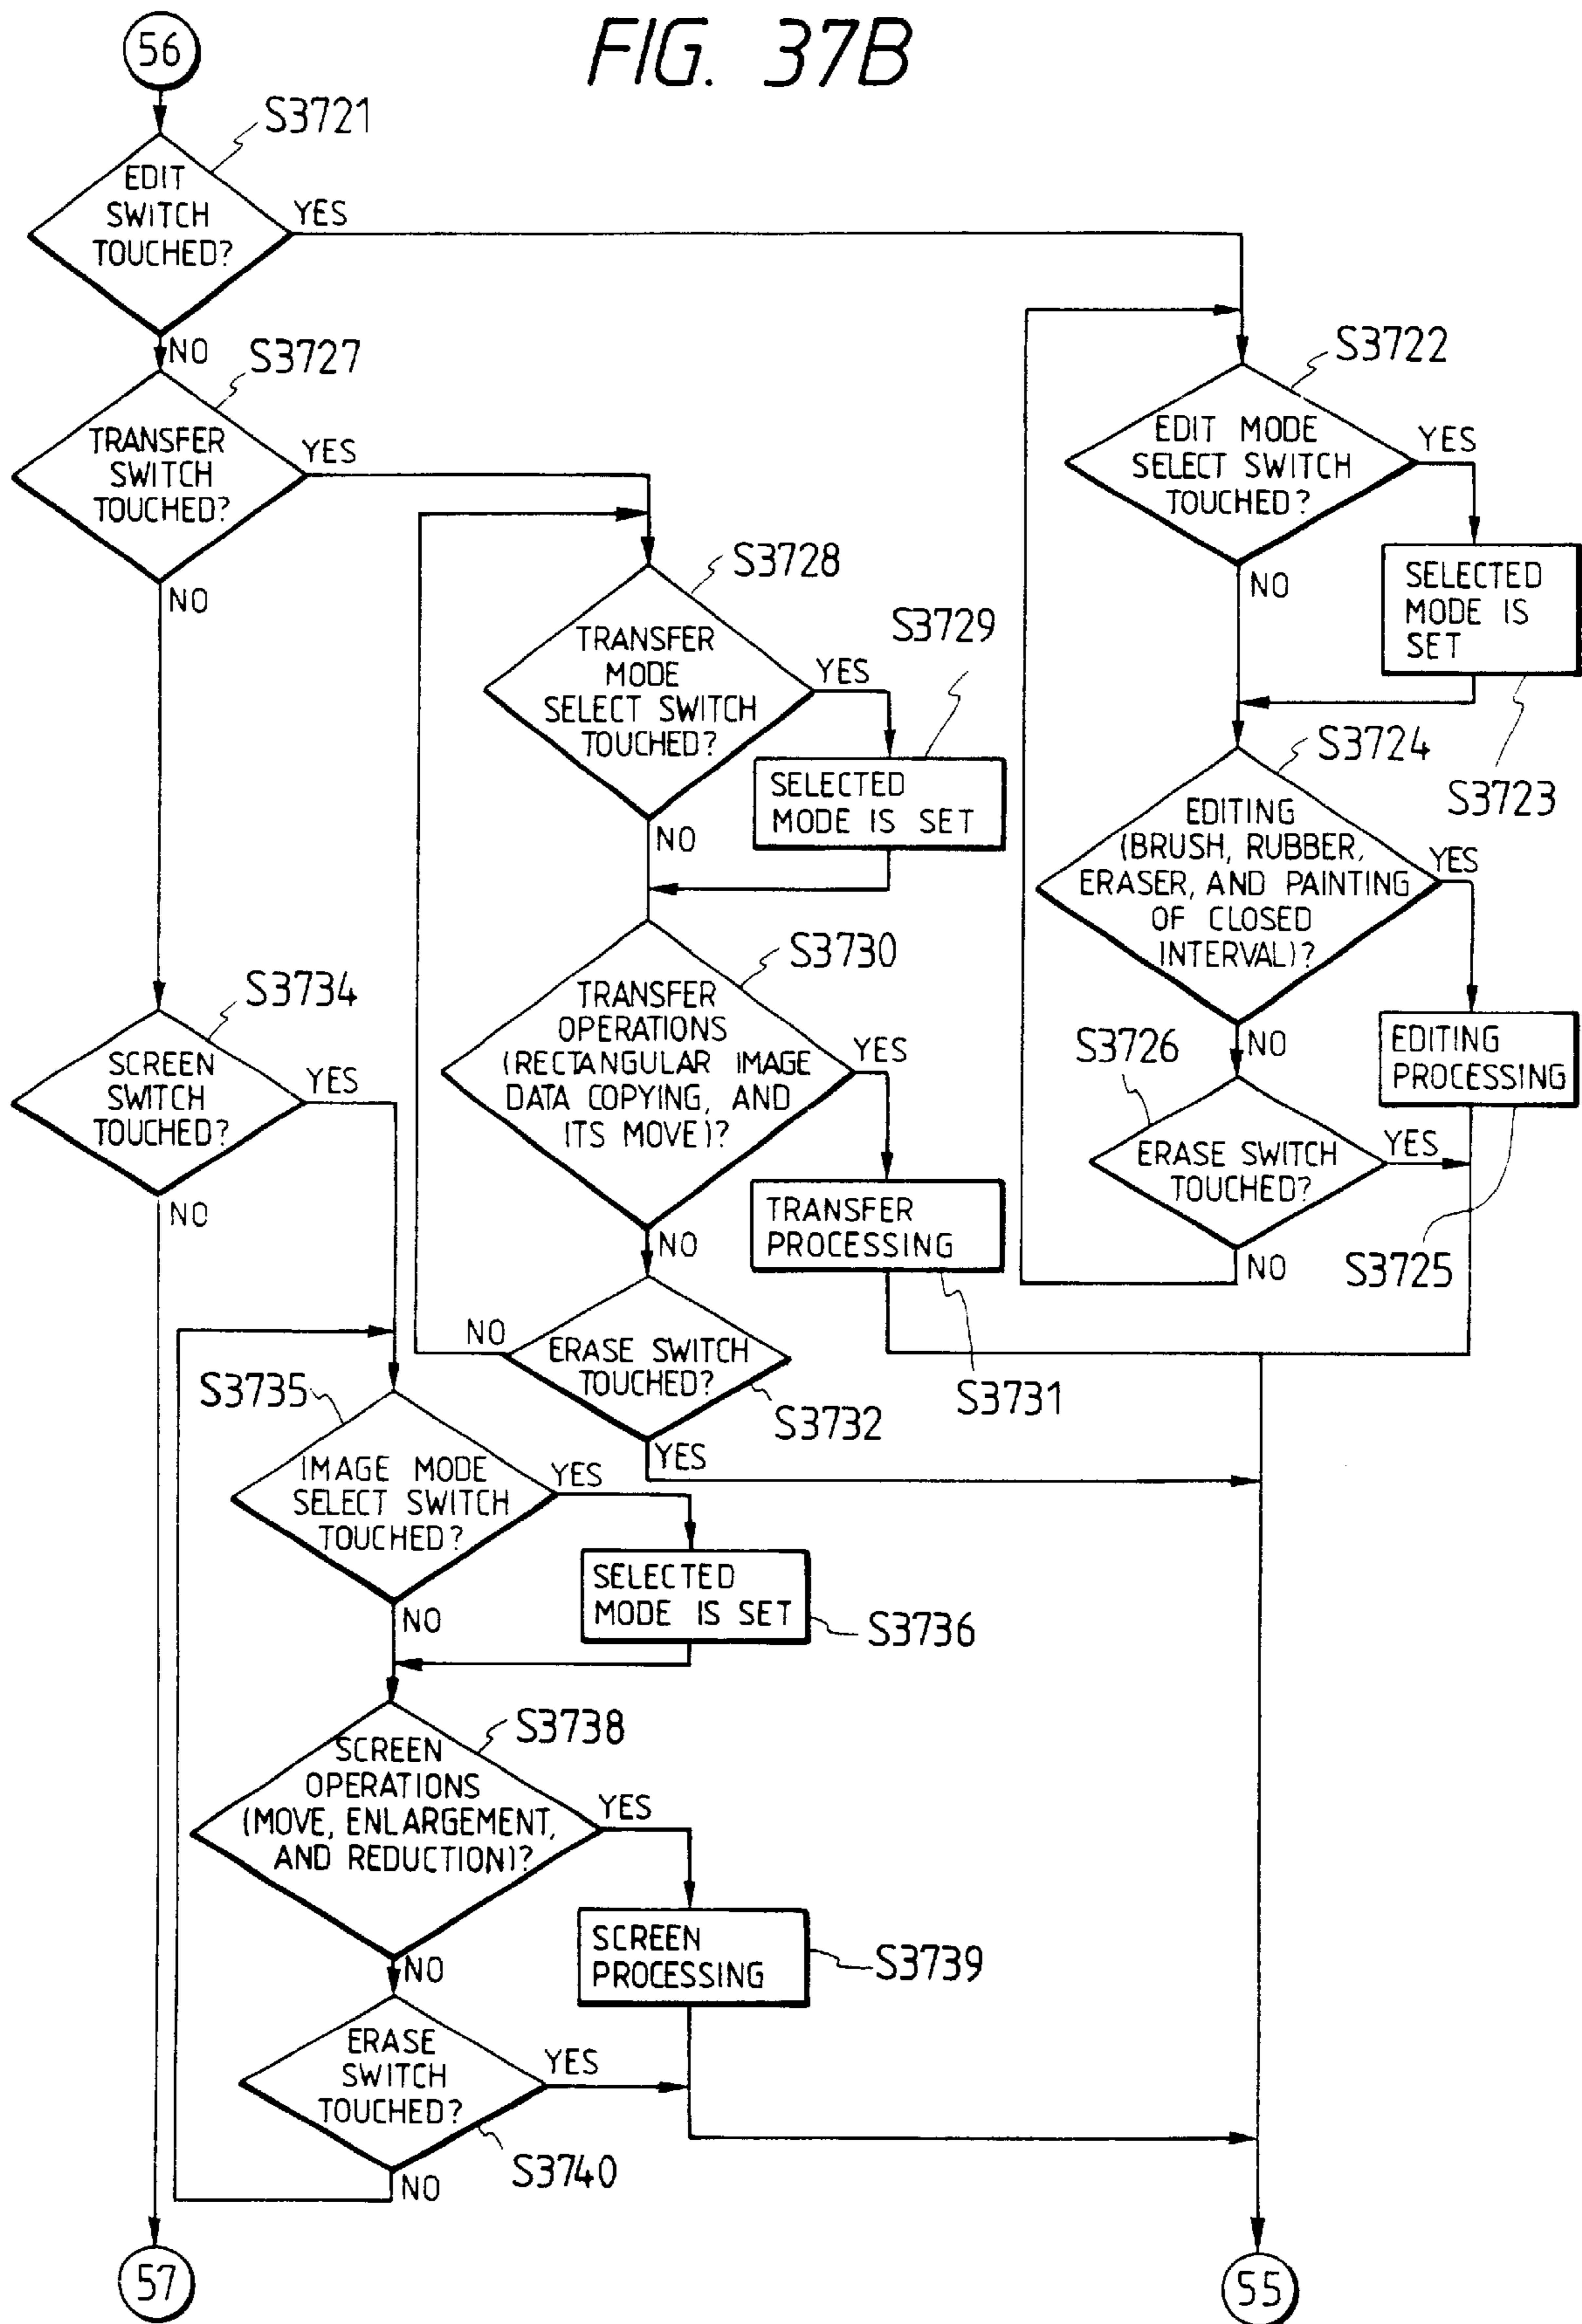 FIG. 37B
56
S3721
EDIT
SWITCH
TOUCHED?
YES
NO
S3727
TRANSFER
SWITCH
TOUCHED?
YES
NO
S3722
EDIT MODE
SELECT SWITCH
TOUCHED?
YES
NO
SELECTED
MODE IS
SET
S3723
S3728
TRANSFER
MODE
SELECT SWITCH
TOUCHED?
YES
NO
S3729
SELECTED
MODE IS SET
S3724
EDITING
(BRUSH, RUBBER,
ERASER, AND PAINTING
OF CLOSED
INTERVAL)?
YES
NO
EDITING
PROCESSING
S3725
S3726
ERASE SWITCH
TOUCHED?
YES
NO
S3730
TRANSFER
OPERATIONS
(RECTANGULAR IMAGE
DATA COPYING, AND
ITS MOVE)?
YES
NO
TRANSFER
PROCESSING
S3731
NO
ERASE SWITCH
TOUCHED?
S3732
YES
S3734
SCREEN
SWITCH
TOUCHED?
YES
NO
S3735
IMAGE MODE
SELECT SWITCH
TOUCHED?
YES
NO
SELECTED
MODE IS SET
S3736
S3738
SCREEN
OPERATIONS
(MOVE, ENLARGEMENT,
AND REDUCTION)?
YES
NO
SCREEN
PROCESSING
S3739
ERASE
SWITCH
TOUCHED?
YES
S3740
NO
57
55